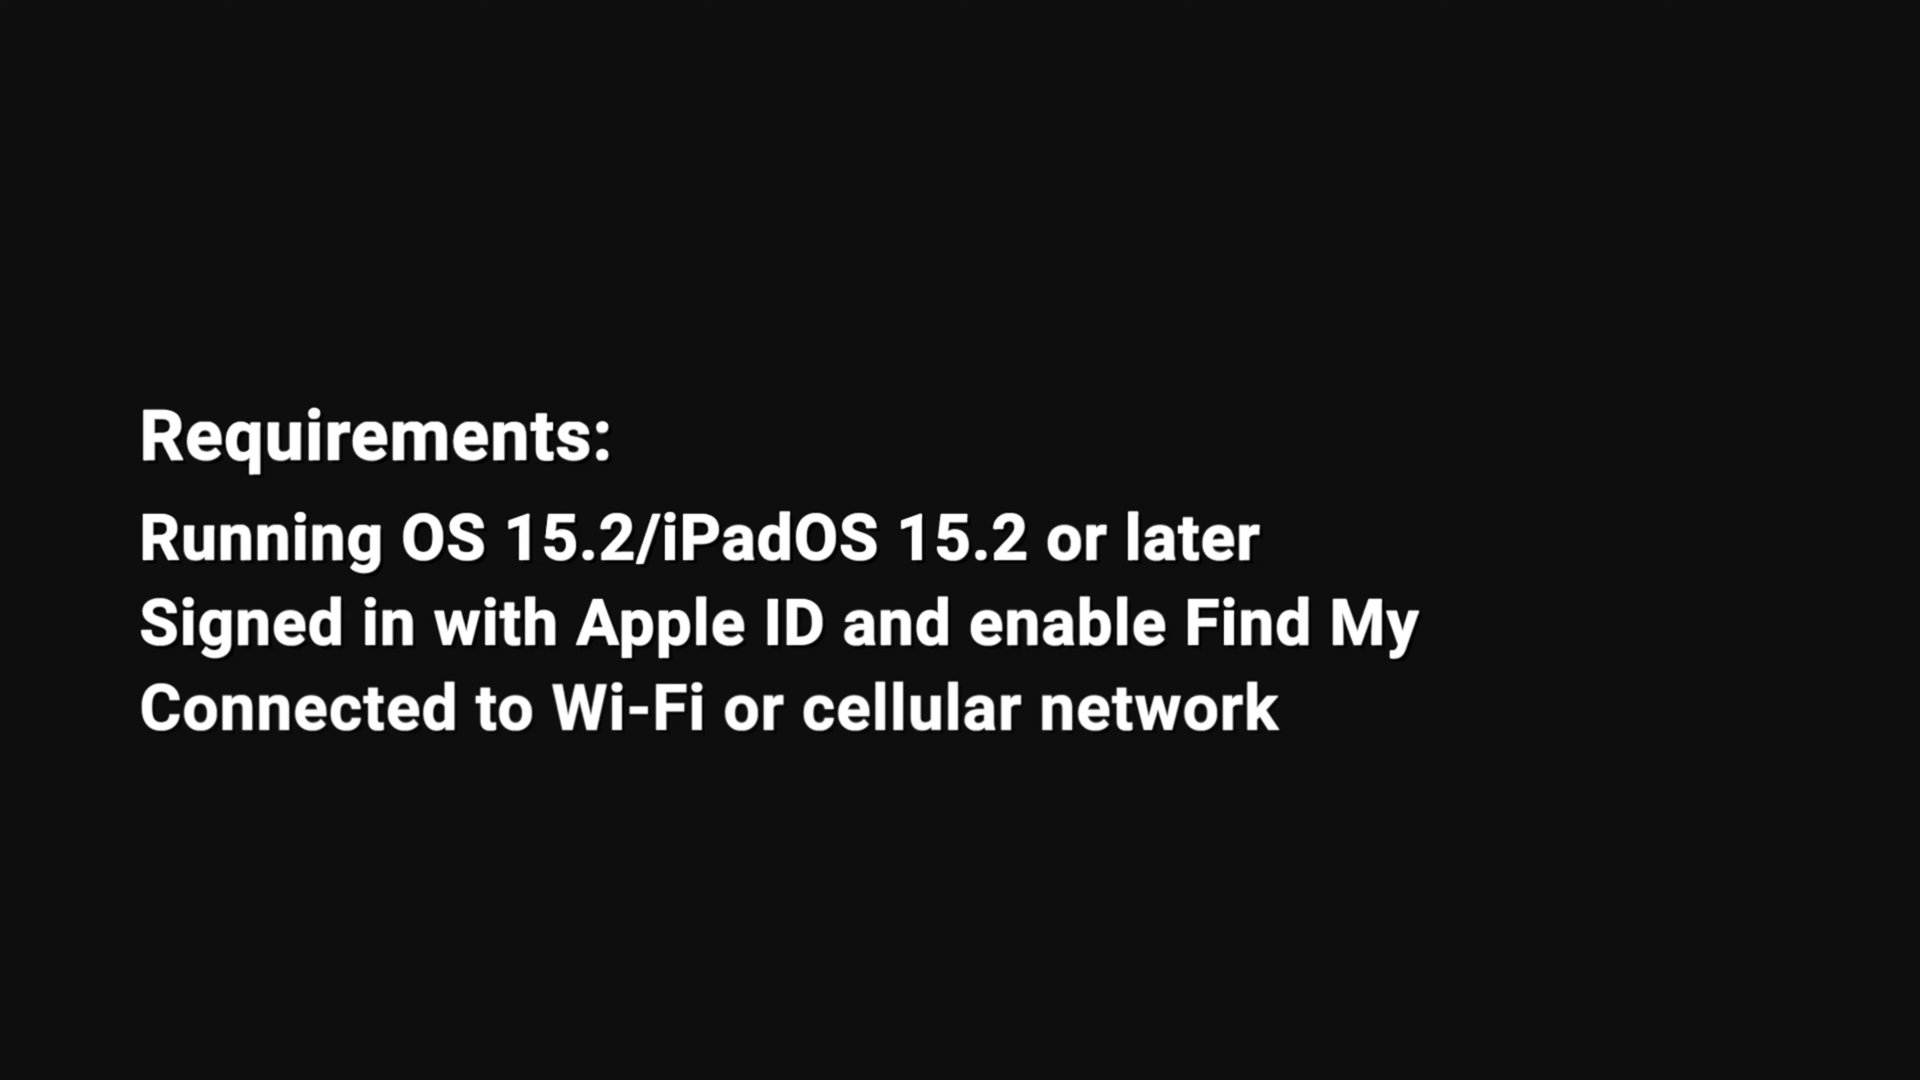 Requirements:
Running OS 15.2/iPadOS 15.2 or later
Signed in with Apple ID and enable Find My
Connected to Wi-Fi or cellular network